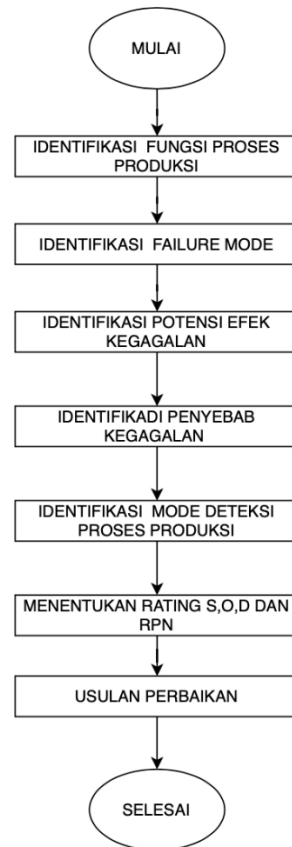 MULAI
IDENTIFIKASI FUNGSI PROSES
PRODUKSI
IDENTIFIKASI FAILURE MODE
IDENTIFIKASI POTENSI EFEK
KEGAGALAN
IDENTIFIKADI PENYEBAB
KEGAGALAN
IDENTIFIKASI MODE DETEKSI
PROSES PRODUKSI
MENENTUKAN RATING S,O,D DAN
RPN
USULAN PERBAIKAN
SELESAI